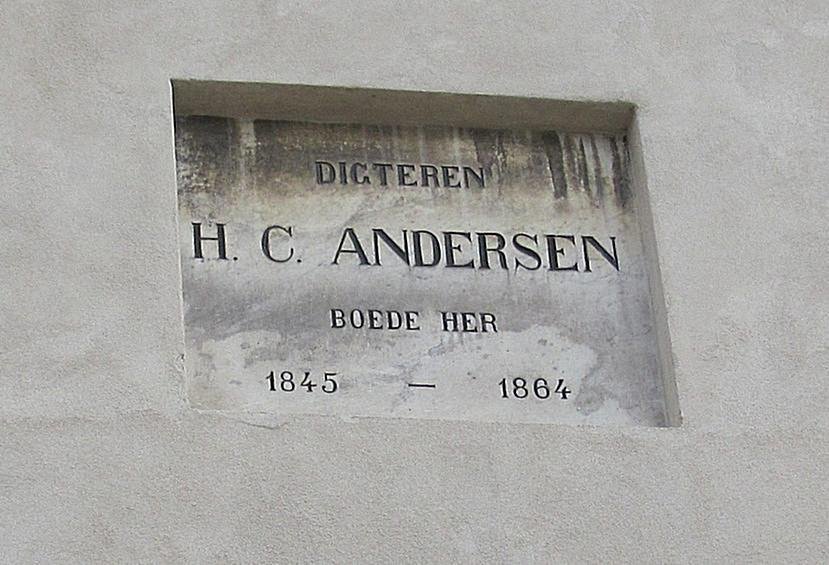 DIGTEREN
H. C. ANDERSEN
BOEDE HER
1845 — 1864